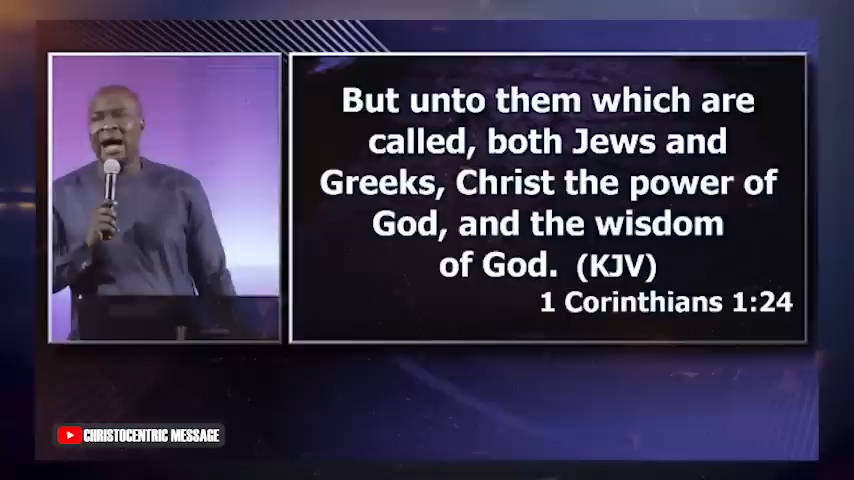 But unto them which are
called, both Jews and
Greeks, Christ the power of
God, and the wisdom
of God. (KJV)
1 Corinthians 1:24
CHRISTOCENTRIC MESSAGE